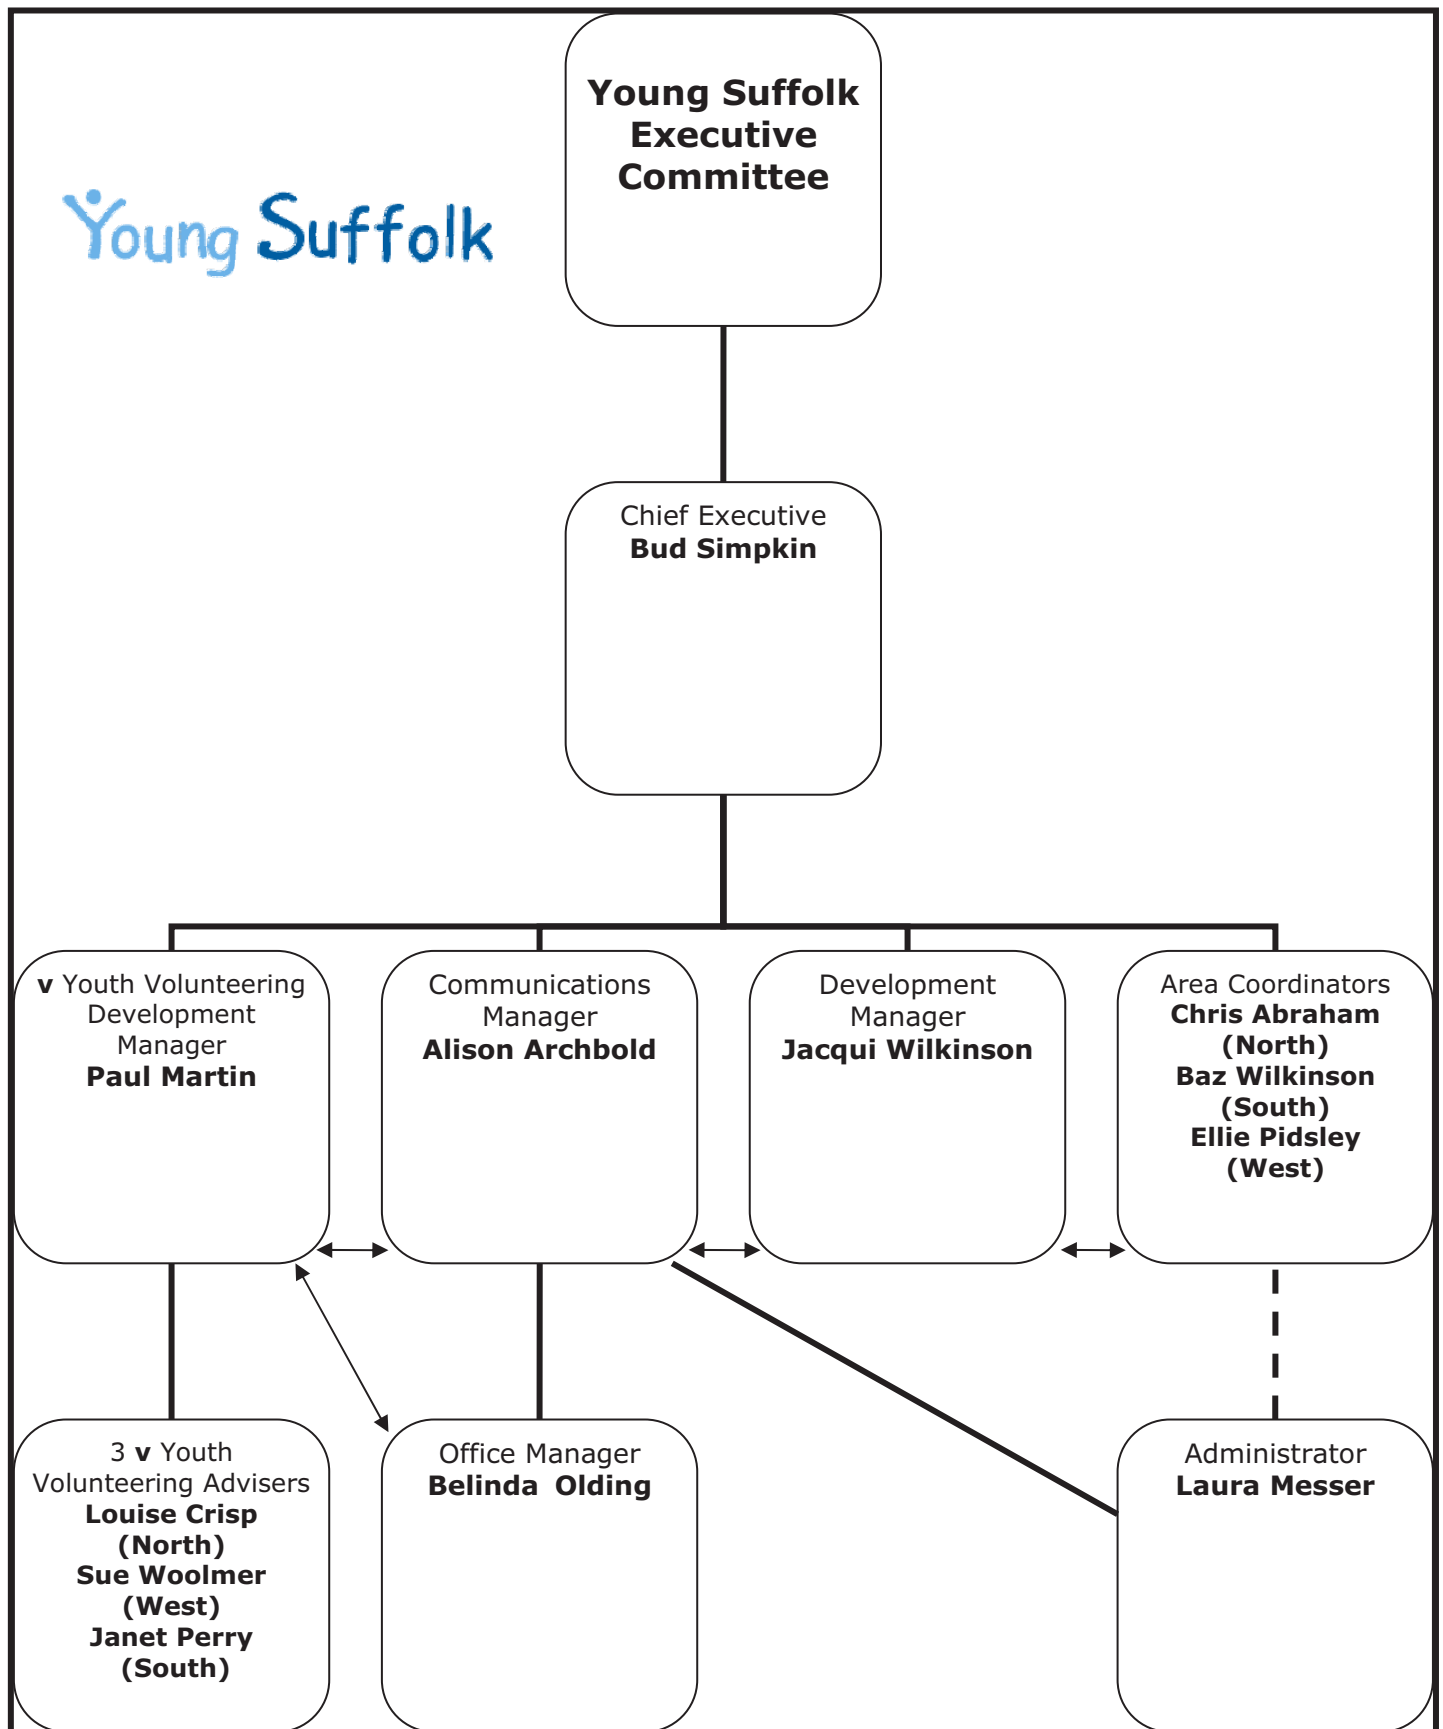 Young Suffolk
Executive
Committee
Young Suffolk
Chief Executive
Bud Simpkin
v Youth Volunteering
Development
Manager
Paul Martin
Communications
Manager
Alison Archbold
Development
Manager
Jacqui Wilkinson
Area Coordinators
Chris Abraham
(North)
Baz Wilkinson
(South)
Ellie Pidsley
(West)
3 v Youth
Volunteering Advisers
Louise Crisp
(North)
Sue Woolmer
(West)
Janet Perry
(South)
Office Manager
Belinda Olding
Administrator
Laura Messer